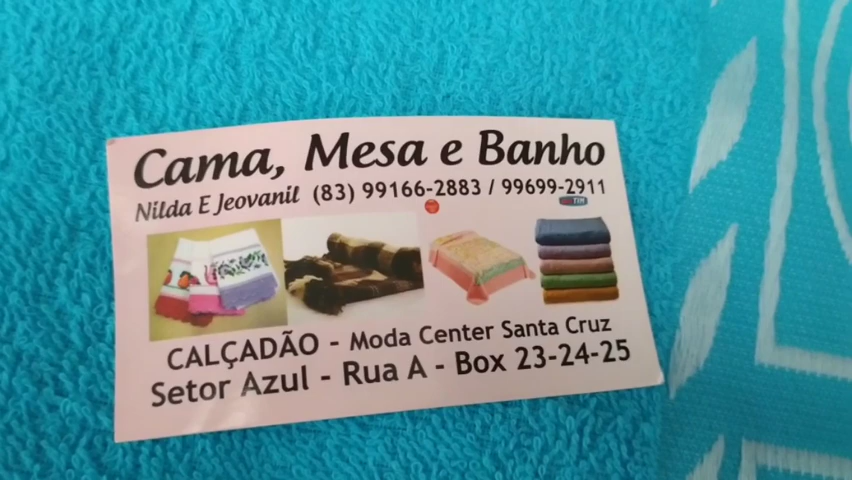 Cama, Mesa e Banho
Nilda E Jeovanil (83) 99166-2883 / 99699-2911
TIM
CALÇADÃO - Moda Center Santa Cruz
Setor Azul - Rua A - Box 23-24-25